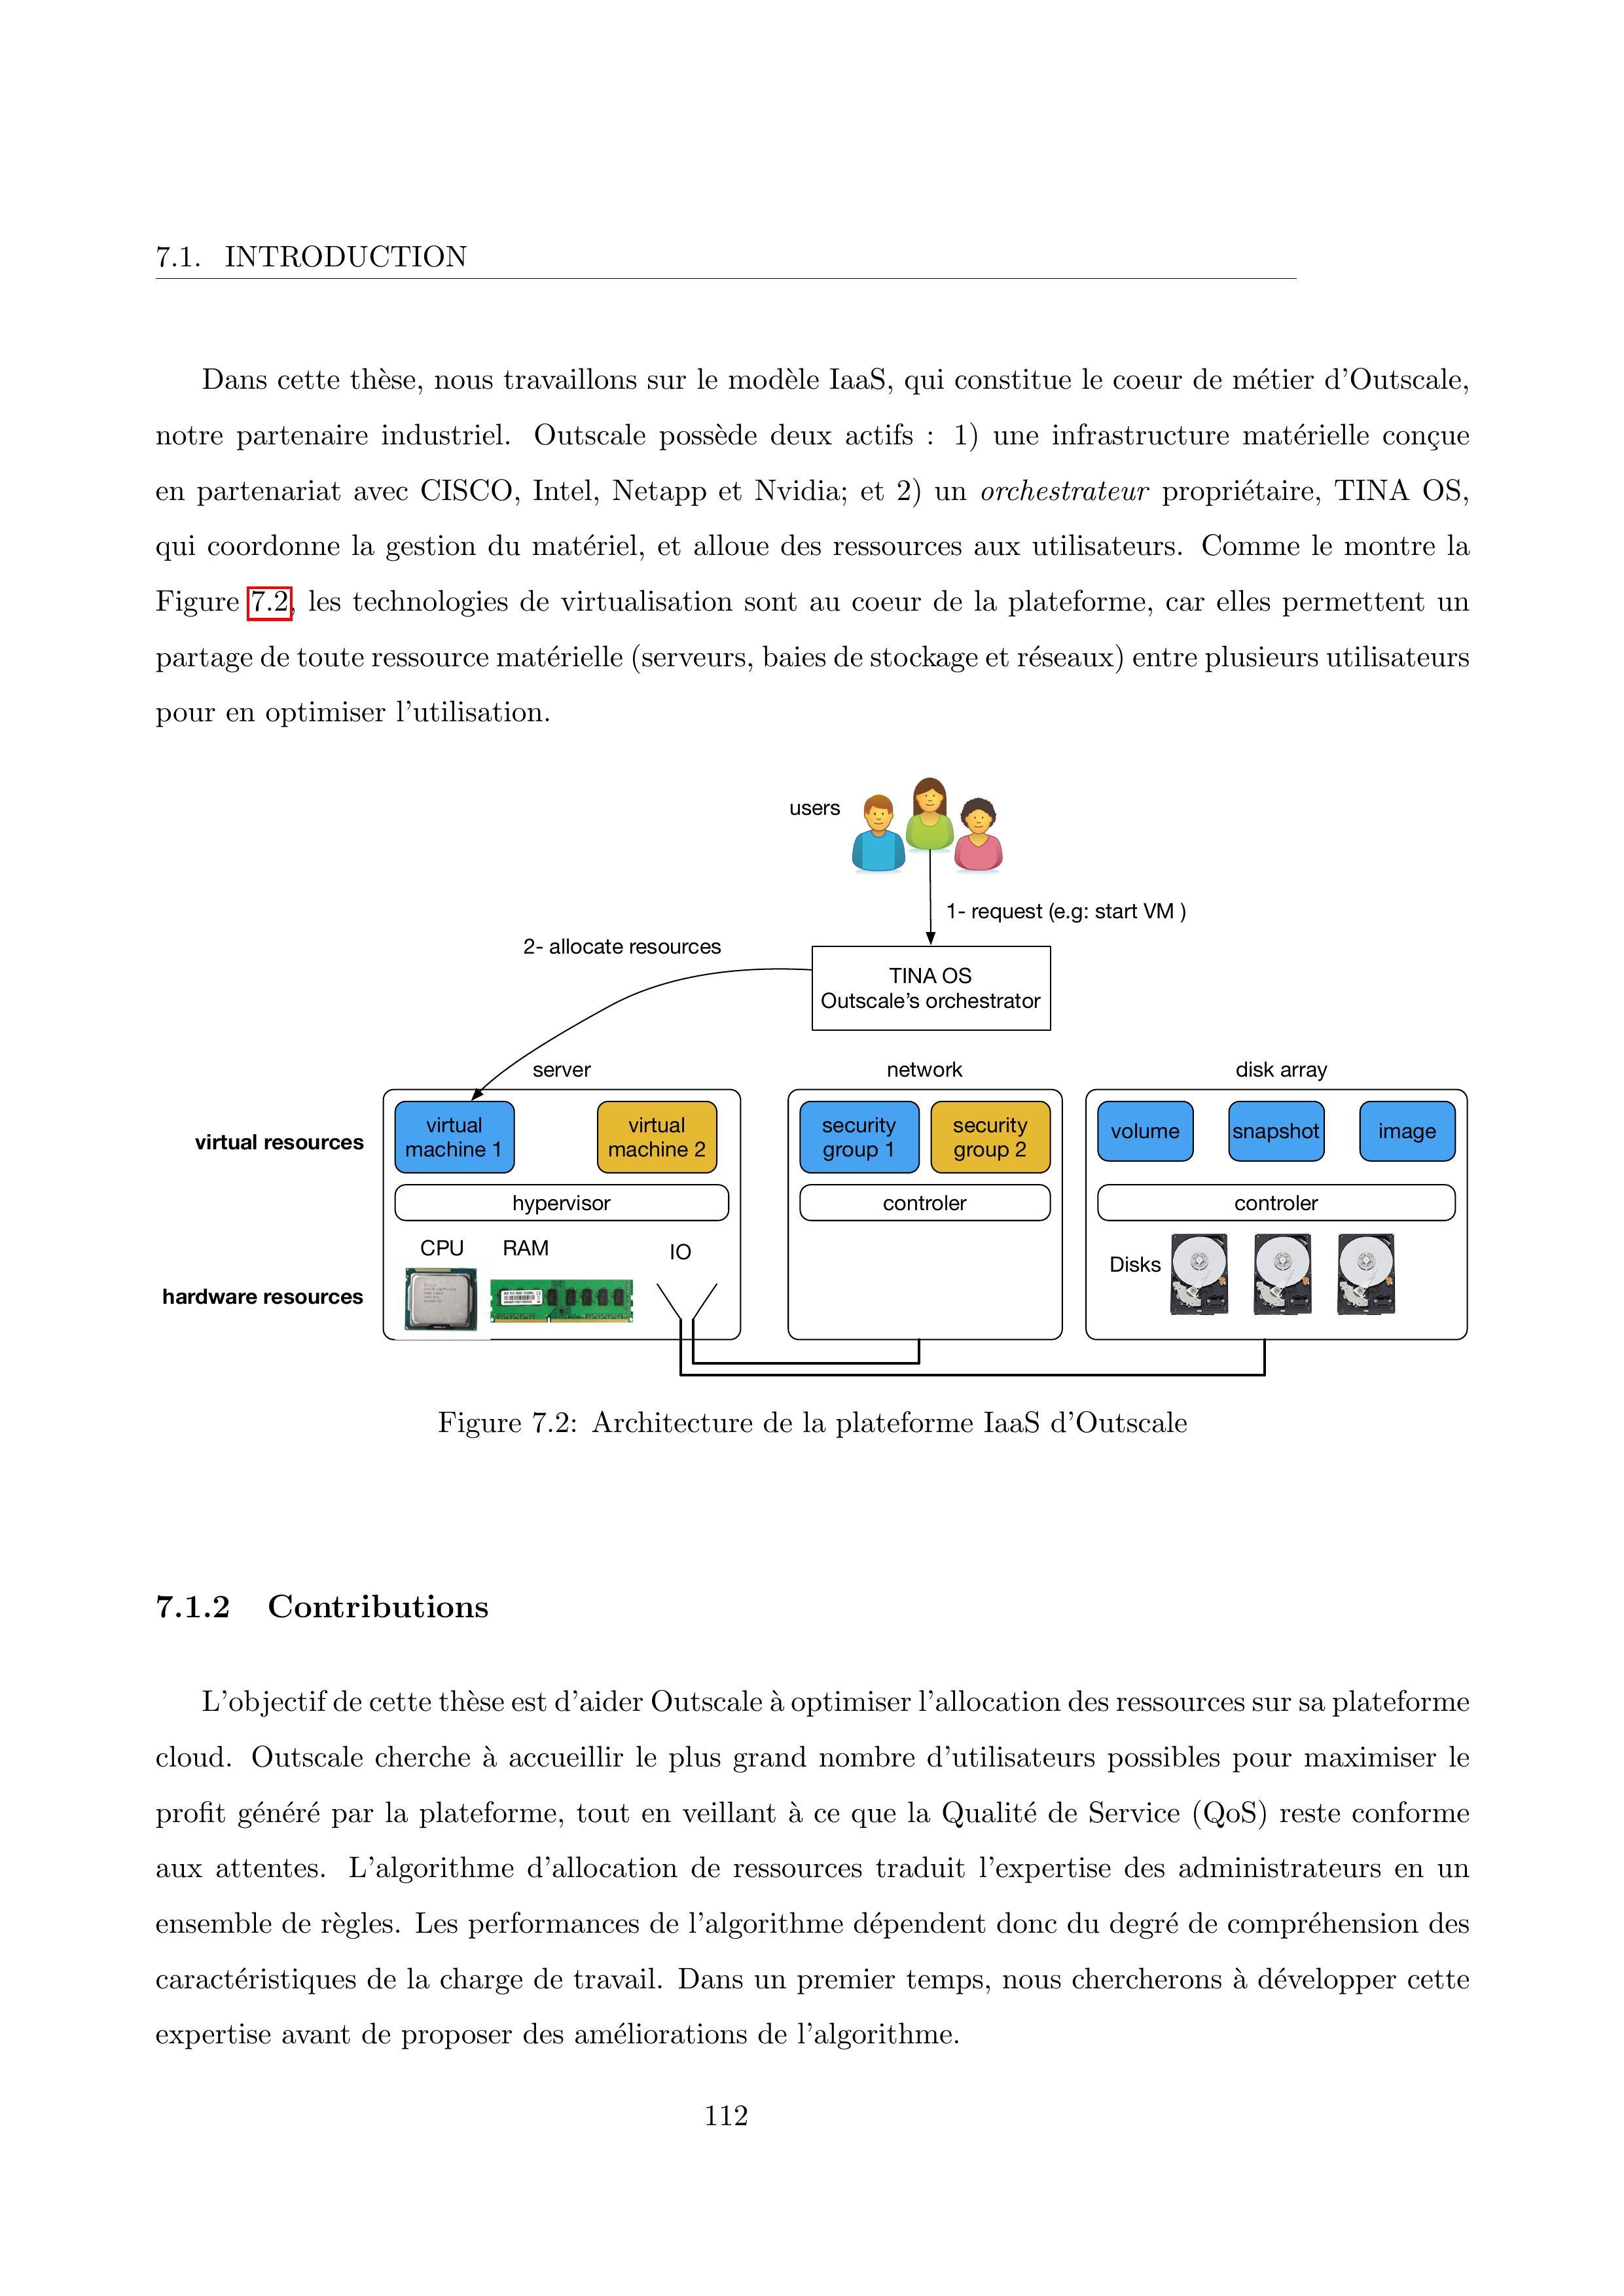 7.1. INTRODUCTION
Dans cette thèse, nous travaillons sur le modèle IaaS, qui constitue le coeur de métier d'Outscale,
notre partenaire industriel. Outscale possède deux actifs : 1) une infrastructure matérielle conçue
en partenariat avec CISCO, Intel, Netapp et Nvidia; et 2) un orchestrateur propriétaire, TINA OS,
qui coordonne la gestion du matériel, et alloue des ressources aux utilisateurs. Comme le montre la
Figure 7.2, les technologies de virtualisation sont au coeur de la plateforme, car elles permettent un
partage de toute ressource matérielle (serveurs, baies de stockage et réseaux) entre plusieurs utilisateurs
pour en optimiser l'utilisation.
users
1- request (e.g: start VM )
2- allocate resources
TINA OS
Outscale's orchestrator
server
network
disk array
virtual resources
virtual
machine 1
virtual
machine 2
security
group 1
security
group 2
volume
snapshot
image
hypervisor
controler
controler
CPU
RAM
IO
Disks
hardware resources
Figure 7.2: Architecture de la plateforme IaaS d'Outscale
7.1.2 Contributions
L'objectif de cette thèse est d'aider Outscale à optimiser l'allocation des ressources sur sa plateforme
cloud. Outscale cherche à accueillir le plus grand nombre d'utilisateurs possibles pour maximiser le
profit généré par la plateforme, tout en veillant à ce que la Qualité de Service (QoS) reste conforme
aux attentes. L'algorithme d'allocation de ressources traduit l'expertise des administrateurs en un
ensemble de règles. Les performances de l'algorithme dépendent donc du degré de compréhension des
caractéristiques de la charge de travail. Dans un premier temps, nous chercherons à développer cette
expertise avant de proposer des améliorations de l'algorithme.
112